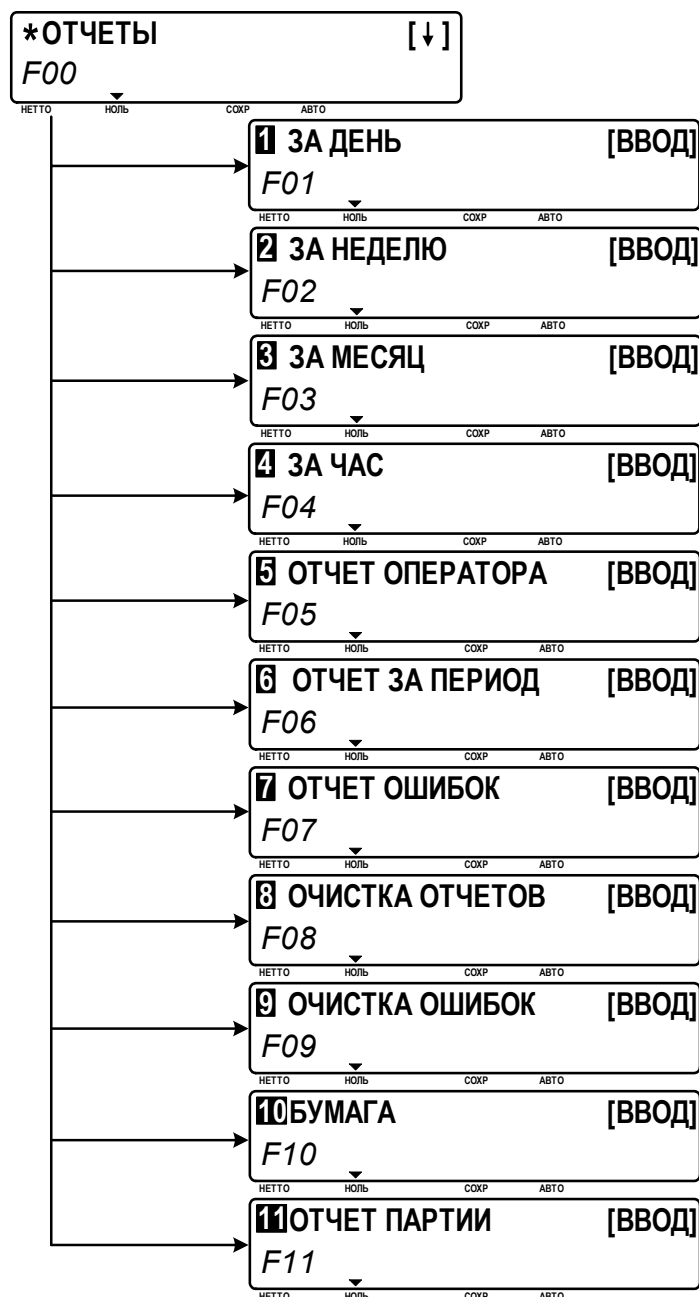 *ОТЧЕТЫ [↓]
F00
НЕТТО НОЛЬ СОХР АВТО
1 ЗА ДЕНЬ [ВВОД]
F01
НЕТТО НОЛЬ СОХР АВТО
2 ЗА НЕДЕЛЮ [ВВОД]
F02
НЕТТО НОЛЬ СОХР АВТО
3 ЗА МЕСЯЦ [ВВОД]
F03
НЕТТО НОЛЬ СОХР АВТО
4 ЗА ЧАС [ВВОД]
F04
НЕТТО НОЛЬ СОХР АВТО
5 ОТЧЕТ ОПЕРАТОРА [ВВОД]
F05
НЕТТО НОЛЬ СОХР АВТО
6 ОТЧЕТ ЗА ПЕРИОД [ВВОД]
F06
НЕТТО НОЛЬ СОХР АВТО
7 ОТЧЕТ ОШИБОК [ВВОД]
F07
НЕТТО НОЛЬ СОХР АВТО
8 ОЧИСТКА ОТЧЕТОВ [ВВОД]
F08
НЕТТО НОЛЬ СОХР АВТО
9 ОЧИСТКА ОШИБОК [ВВОД]
F09
НЕТТО НОЛЬ СОХР АВТО
10 БУМАГА [ВВОД]
F10
НЕТТО НОЛЬ СОХР АВТО
11 ОТЧЕТ ПАРТИИ [ВВОД]
F11
НЕТТО НОЛЬ СОХР АВТО